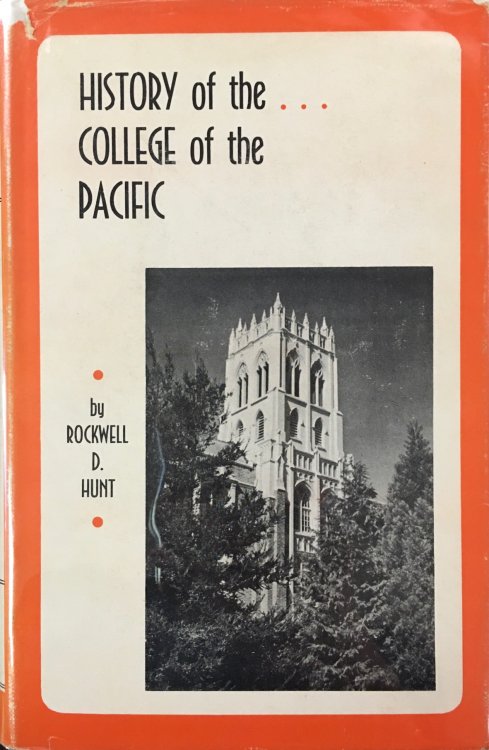 HISTORY of the ...
COLLEGE of the
PACIFIC
by
ROCKWELL
D.
HUNT